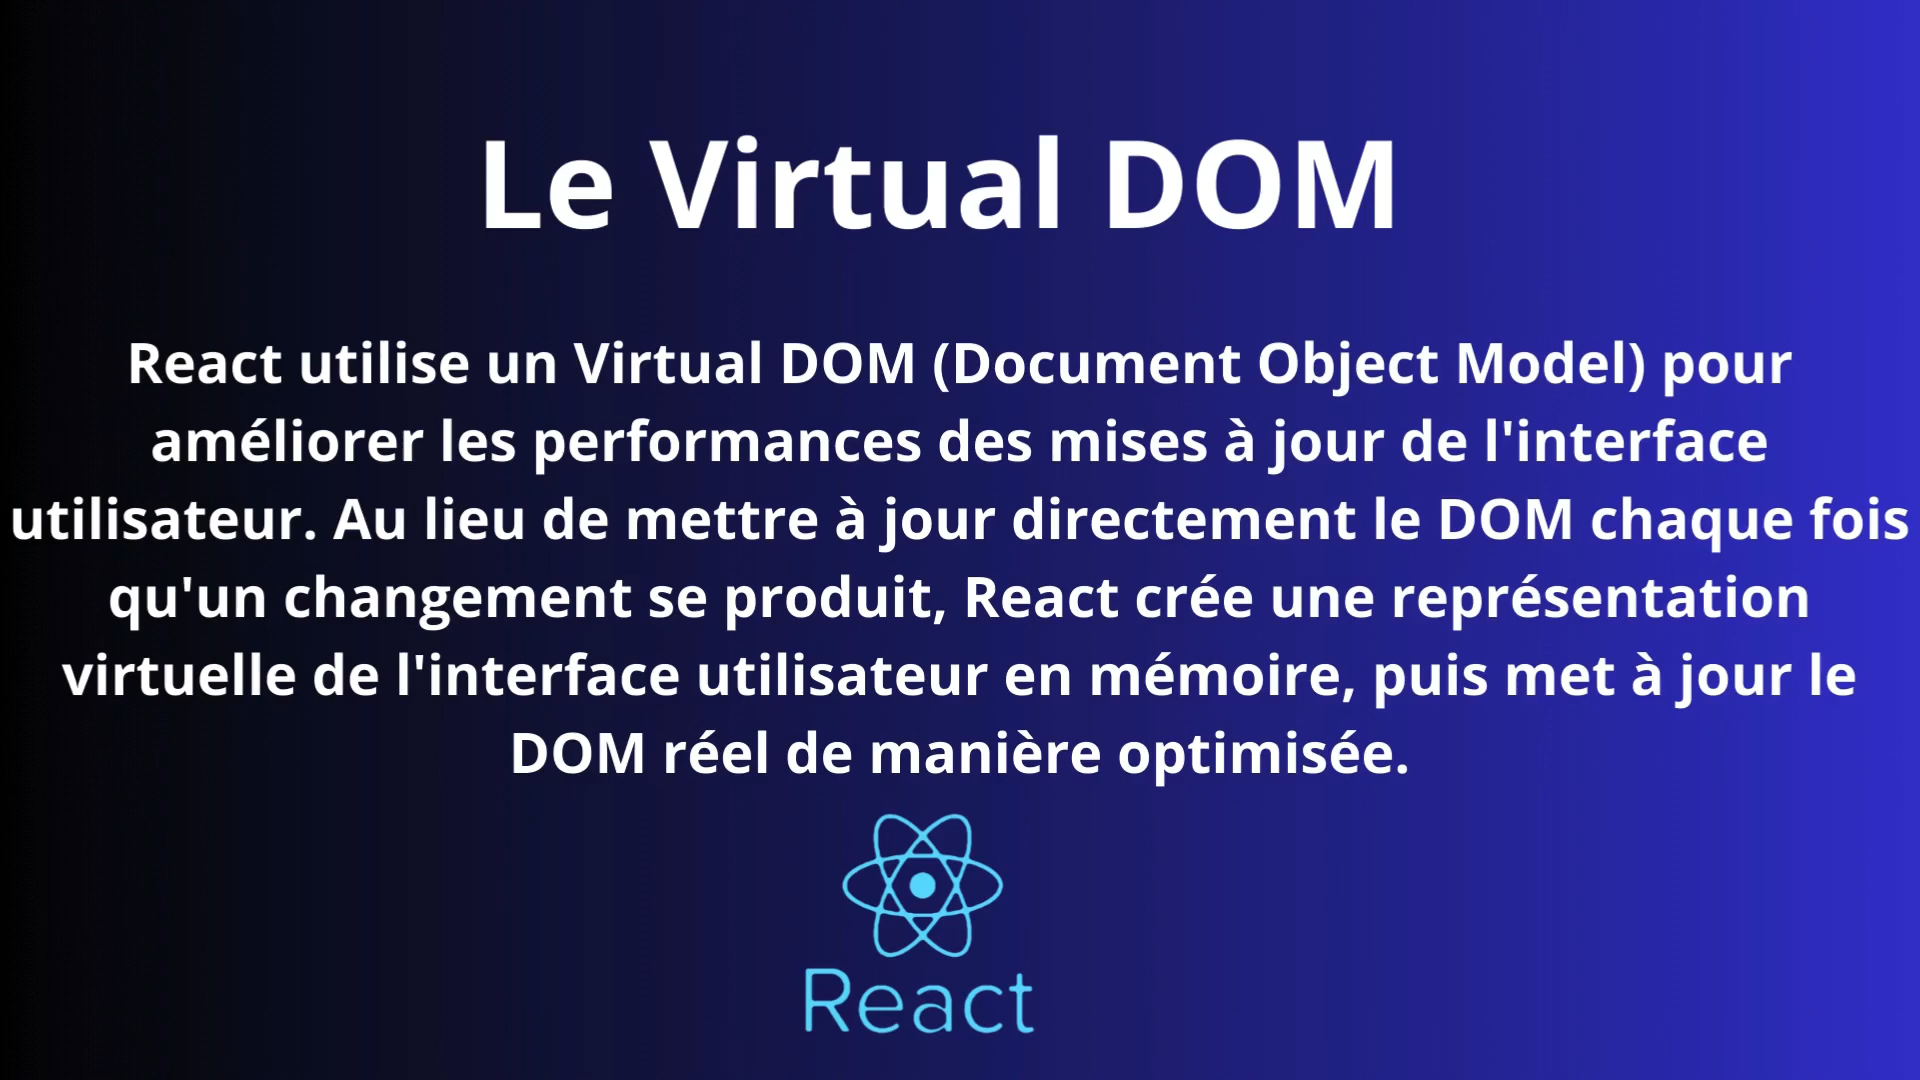 Le Virtual DOM
React utilise un Virtual DOM (Document Object Model) pour
améliorer les performances des mises à jour de l'interface
utilisateur. Au lieu de mettre à jour directement le DOM chaque fois
qu'un changement se produit, React crée une représentation
virtuelle de l'interface utilisateur en mémoire, puis met à jour le
DOM réel de manière optimisée.
React